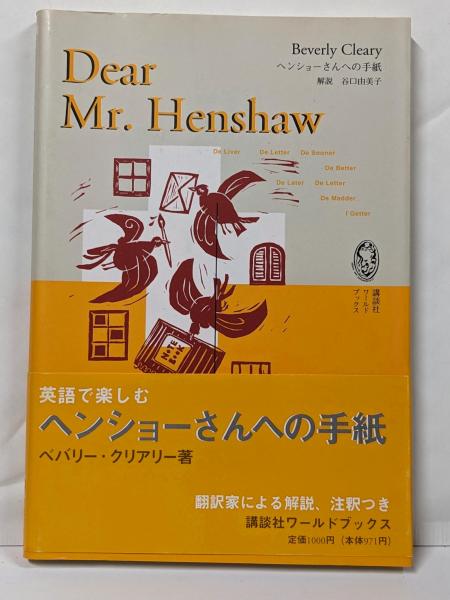 Dear
Mr. Henshaw
Beverly Cleary
ヘンショーさんへの手紙
解説 谷口由美子
De Liver De Letter De Sooner
De Better
De Later De Letter
De Madder
I Getter
NOTE
BOOK
講談社
ワールド
ブックス
英語で楽しむ
ヘンショーさんへの手紙
ベバリー・クリアリー著
翻訳家による解説、注釈つき
講談社ワールドブックス
定価1000円（本体971円）